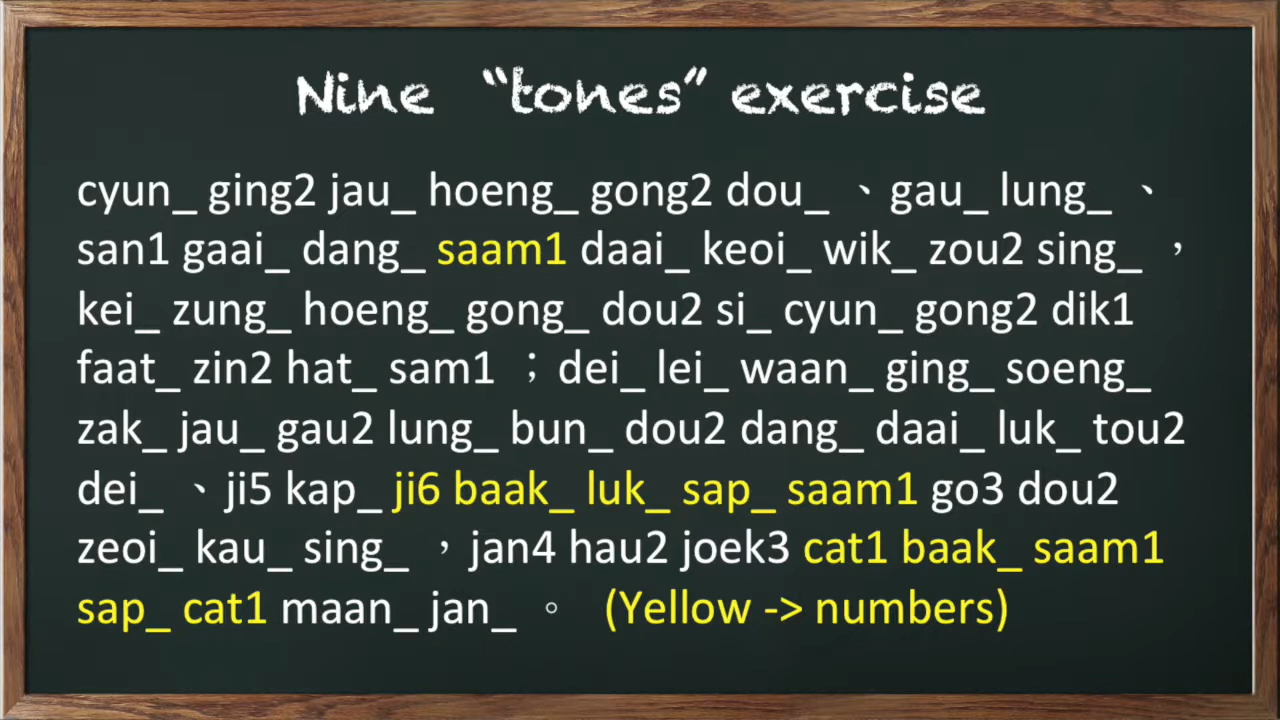 Nine “tones” exercise
cyun_ ging2 jau_ hoeng_ gong2 dou_ 、gau_ lung_ 、
san1 gaai_ dang_ saam1 daai_ keoi_ wik_ zou2 sing_ ，
kei_ zung_ hoeng_ gong_ dou2 si_ cyun_ gong2 dik1
faat_ zin2 hat_ sam1 ；dei_ lei_ waan_ ging_ soeng_
zak_ jau_ gau2 lung_ bun_ dou2 dang_ daai_ luk_ tou2
dei_ 、ji5 kap_ ji6 baak_ luk_ sap_ saam1 go3 dou2
zeoi_ kau_ sing_ ，jan4 hau2 joek3 cat1 baak_ saam1
sap_ cat1 maan_ jan_ 。 (Yellow -> numbers)